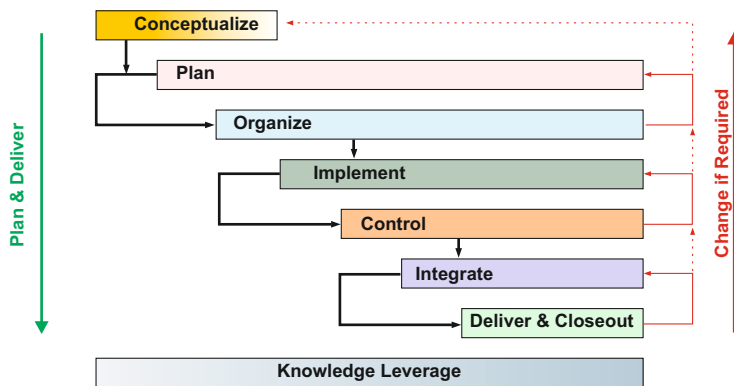 Conceptualize
Plan
Organize
Implement
Control
Integrate
Deliver & Closeout
Knowledge Leverage
Plan & Deliver
Change if Required